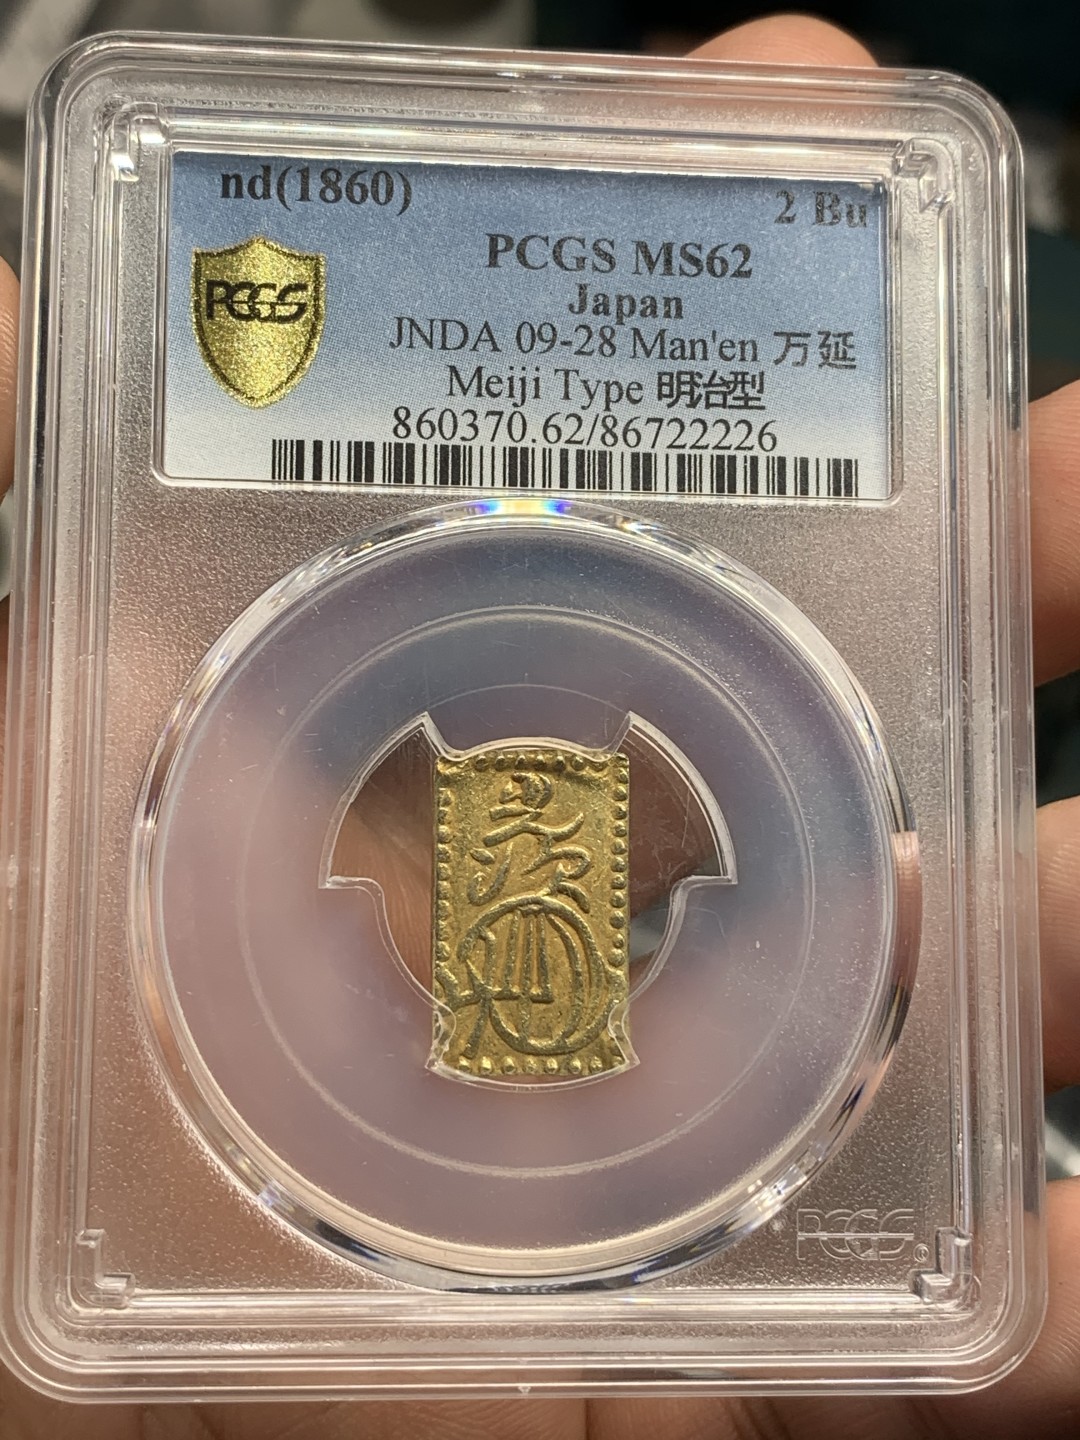 nd(1860) 2 Bu
PCGS MS62
PCGS Japan
JNDA 09-28 Man'en 万延
Meiji Type 明治型
860370.62/86722226
PCGS